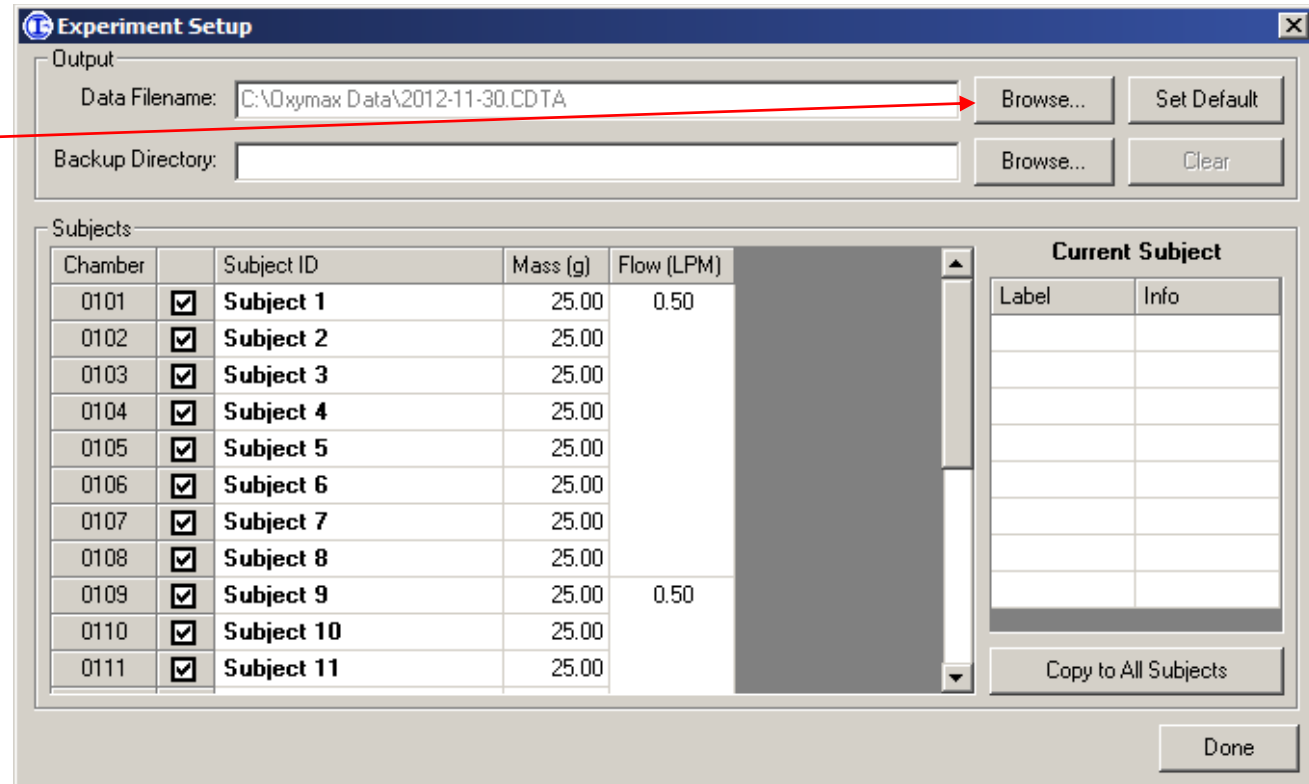 Experiment Setup
Output
Data Filename: C:\Oxymax Data\2012-11-30.CDTA Browse... Set Default
Backup Directory: Browse... Clear
Subjects
Chamber Subject ID Mass (g) Flow (LPM)
0101 Subject 1 25.00 0.50
0102 Subject 2 25.00
0103 Subject 3 25.00
0104 Subject 4 25.00
0105 Subject 5 25.00
0106 Subject 6 25.00
0107 Subject 7 25.00
0108 Subject 8 25.00
0109 Subject 9 25.00 0.50
0110 Subject 10 25.00
0111 Subject 11 25.00
Current Subject
Label Info
Copy to All Subjects
Done